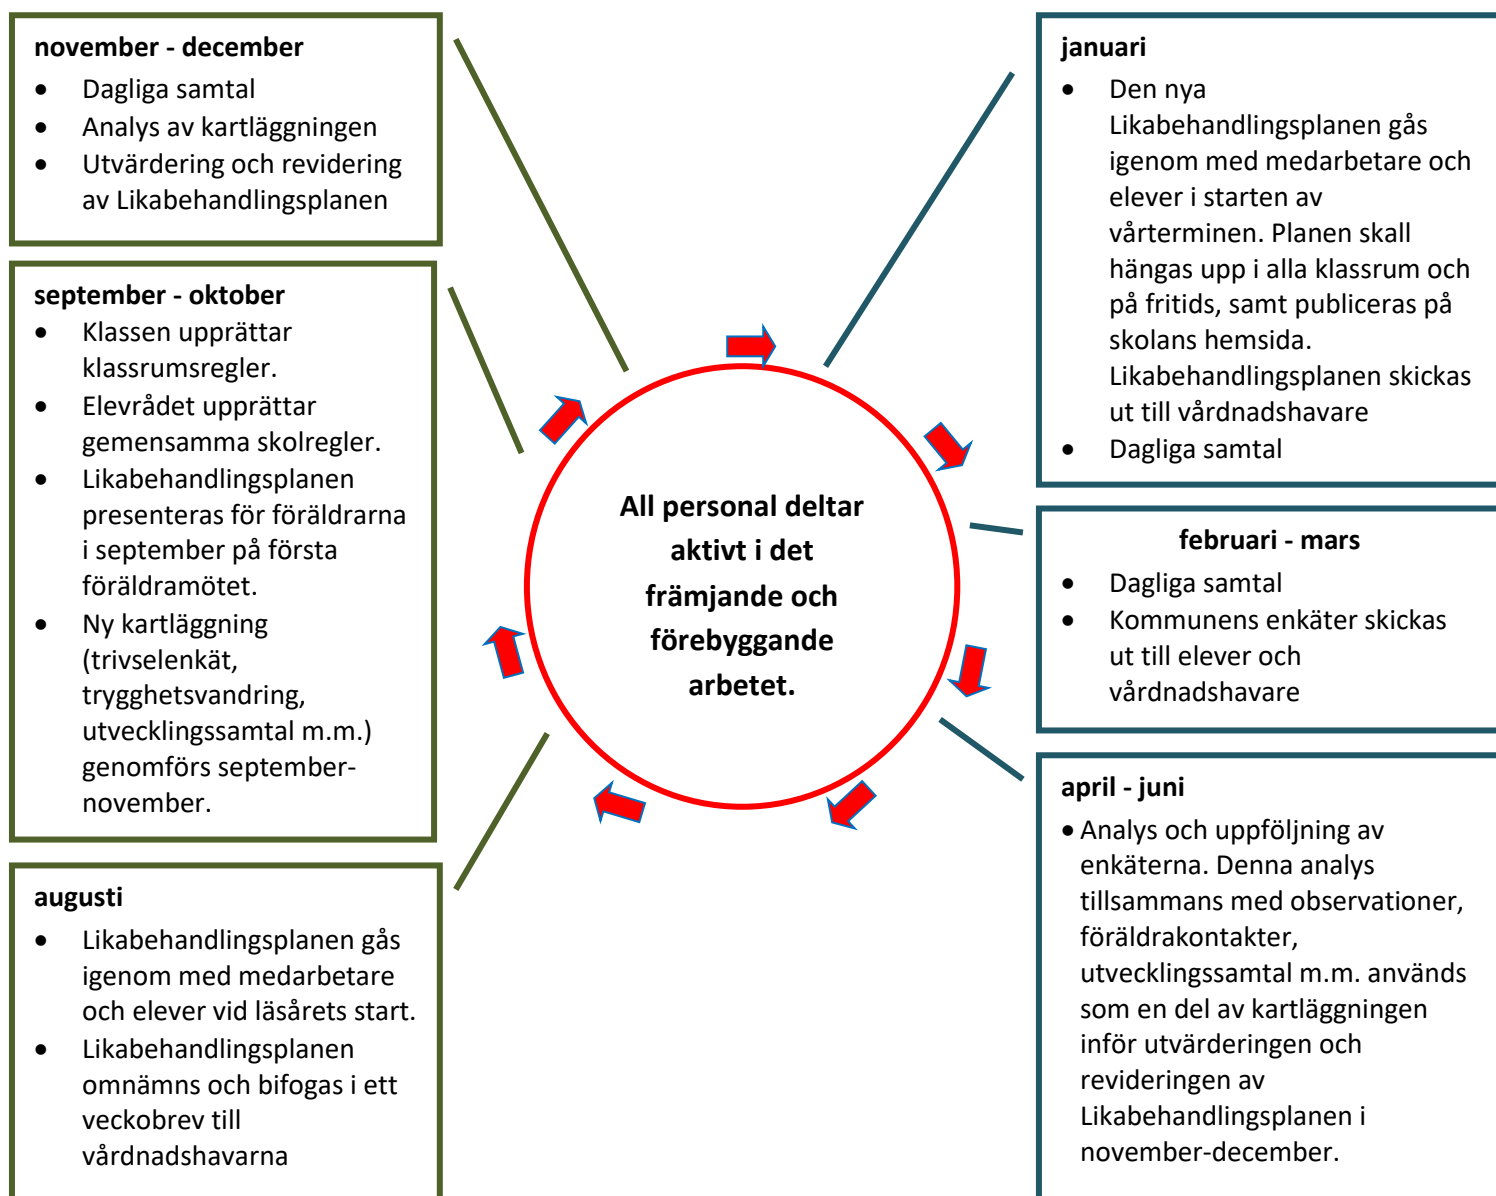 november - december
• Dagliga samtal
• Analys av kartläggningen
• Utvärdering och revidering
av Likabehandlingsplanen
september - oktober
• Klassen upprättar
klassrumsregler.
• Elevrådet upprättar
gemensamma skolregler.
• Likabehandlingsplanen
presenteras för föräldrarna
i september på första
föräldramötet.
• Ny kartläggning
(trivselenkät,
trygghetsvandring,
utvecklingssamtal m.m.)
genomförs september-
november.
augusti
• Likabehandlingsplanen gås
igenom med medarbetare
och elever vid läsårets start.
• Likabehandlingsplanen
omnämns och bifogas i ett
veckobrev till
vårdnadshavarna
All personal deltar
aktivt i det
främjande och
förebyggande
arbetet.
januari
• Den nya
Likabehandlingsplanen gås
igenom med medarbetare och
elever i starten av
vårterminen. Planen skall
hängas upp i alla klassrum och
på fritids, samt publiceras på
skolans hemsida.
Likabehandlingsplanen skickas
ut till vårdnadshavare
• Dagliga samtal
februari - mars
• Dagliga samtal
• Kommunens enkäter skickas
ut till elever och
vårdnadshavare
april - juni
• Analys och uppföljning av
enkäterna. Denna analys
tillsammans med observationer,
föräldrakontakter,
utvecklingssamtal m.m. används
som en del av kartläggningen
inför utvärderingen och
revideringen av
Likabehandlingsplanen i
november-december.